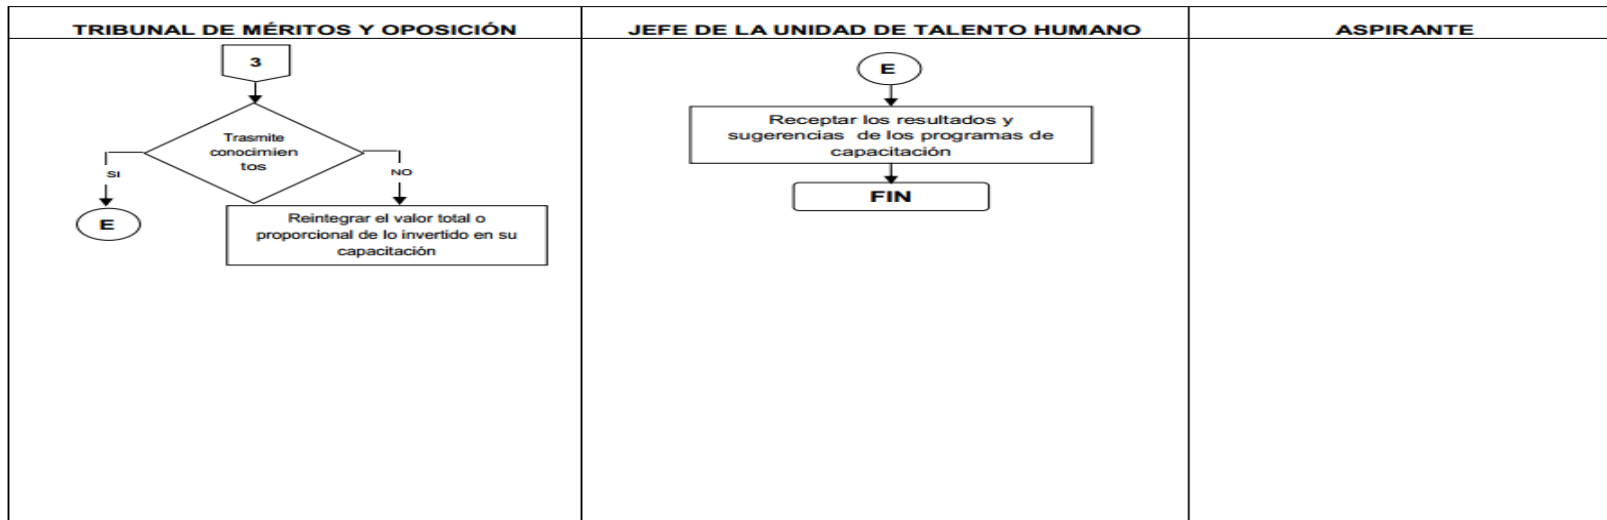 TRIBUNAL DE MÉRITOS Y OPOSICIÓN
JEFE DE LA UNIDAD DE TALENTO HUMANO
ASPIRANTE
3
Trasmite
conocimien
tos
SI
NO
E
Reintegrar el valor total o
proporcional de lo invertido en su
capacitación
E
Receptar los resultados y
sugerencias de los programas de
capacitación
FIN